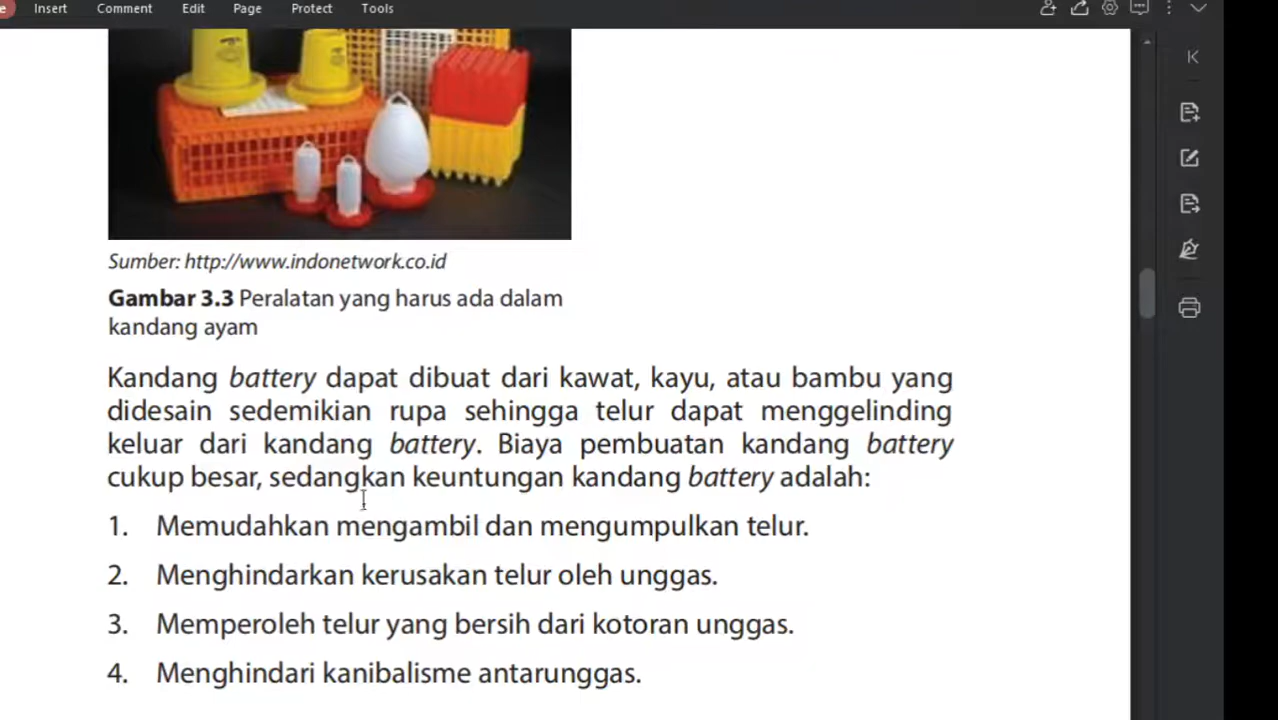 Insert Comment Edit Page Protect Tools
Sumber: http://www.indonetwork.co.id
Gambar 3.3 Peralatan yang harus ada dalam
kandang ayam
Kandang battery dapat dibuat dari kawat, kayu, atau bambu yang
didesain sedemikian rupa sehingga telur dapat menggelinding
keluar dari kandang battery. Biaya pembuatan kandang battery
cukup besar, sedangkan keuntungan kandang battery adalah:
1. Memudahkan mengambil dan mengumpulkan telur.
2. Menghindarkan kerusakan telur oleh unggas.
3. Memperoleh telur yang bersih dari kotoran unggas.
4. Menghindari kanibalisme antarunggas.